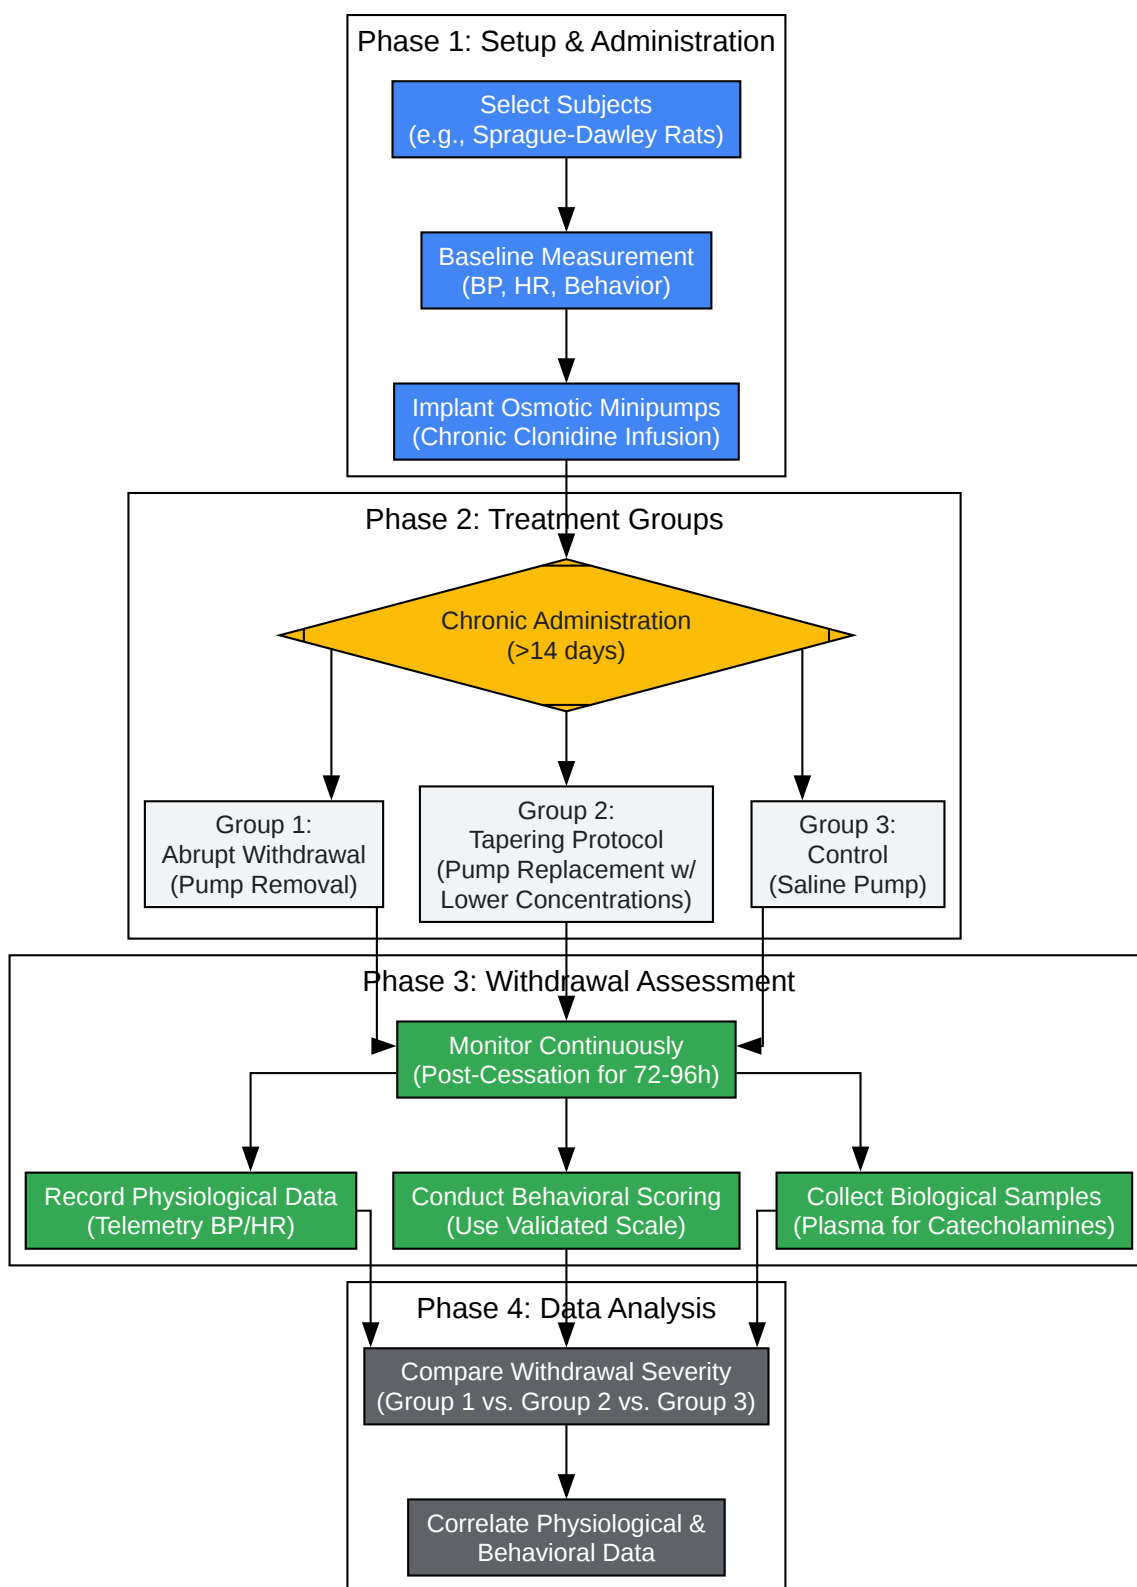 Phase 1: Setup & Administration
Select Subjects
(e.g., Sprague-Dawley Rats)
Baseline Measurement
(BP, HR, Behavior)
Implant Osmotic Minipumps
(Chronic Clonidine Infusion)
Phase 2: Treatment Groups
Chronic Administration
(>14 days)
Group 1:
Abrupt Withdrawal
(Pump Removal)
Group 2:
Tapering Protocol
(Pump Replacement w/
Lower Concentrations)
Group 3:
Control
(Saline Pump)
Phase 3: Withdrawal Assessment
Monitor Continuously
(Post-Cessation for 72-96h)
Record Physiological Data
(Telemetry BP/HR)
Conduct Behavioral Scoring
(Use Validated Scale)
Collect Biological Samples
(Plasma for Catecholamines)
Phase 4: Data Analysis
Compare Withdrawal Severity
(Group 1 vs. Group 2 vs. Group 3)
Correlate Physiological &
Behavioral Data